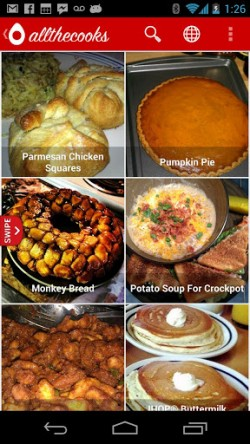 1:26
allthecooks
Parmesan Chicken
Squares
Pumpkin Pie
SWIPE
Monkey Bread
Potato Soup For Crockpot
IHOP® Buttermilk